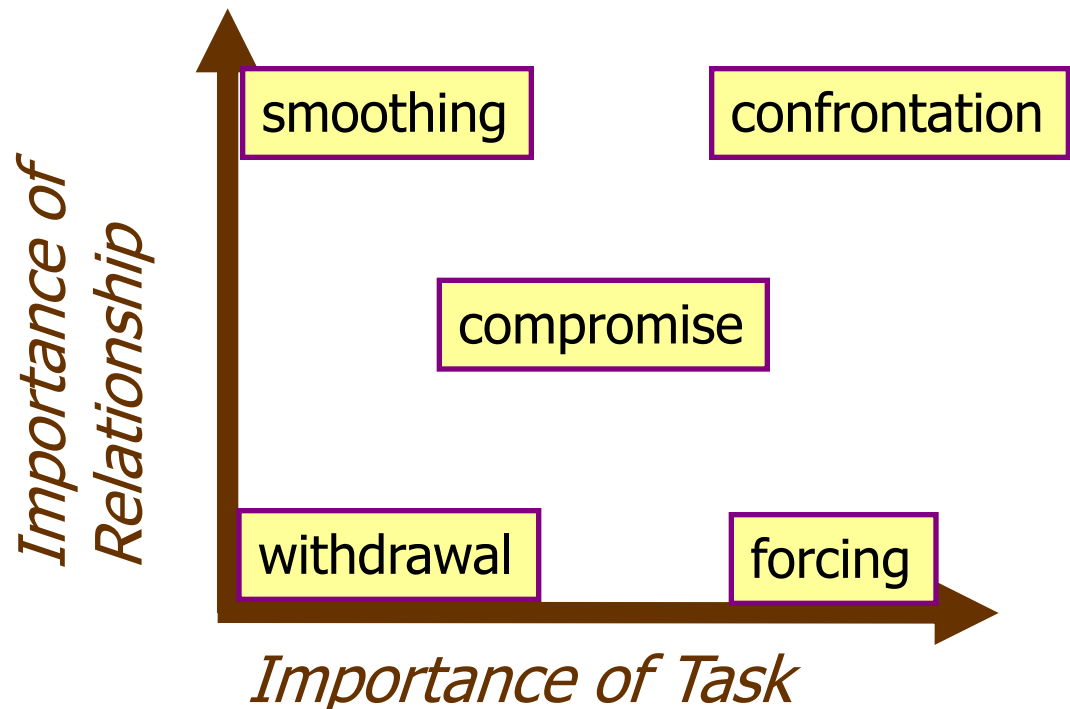 smoothing
confrontation
Importance of
Relationship
compromise
withdrawal
forcing
Importance of Task